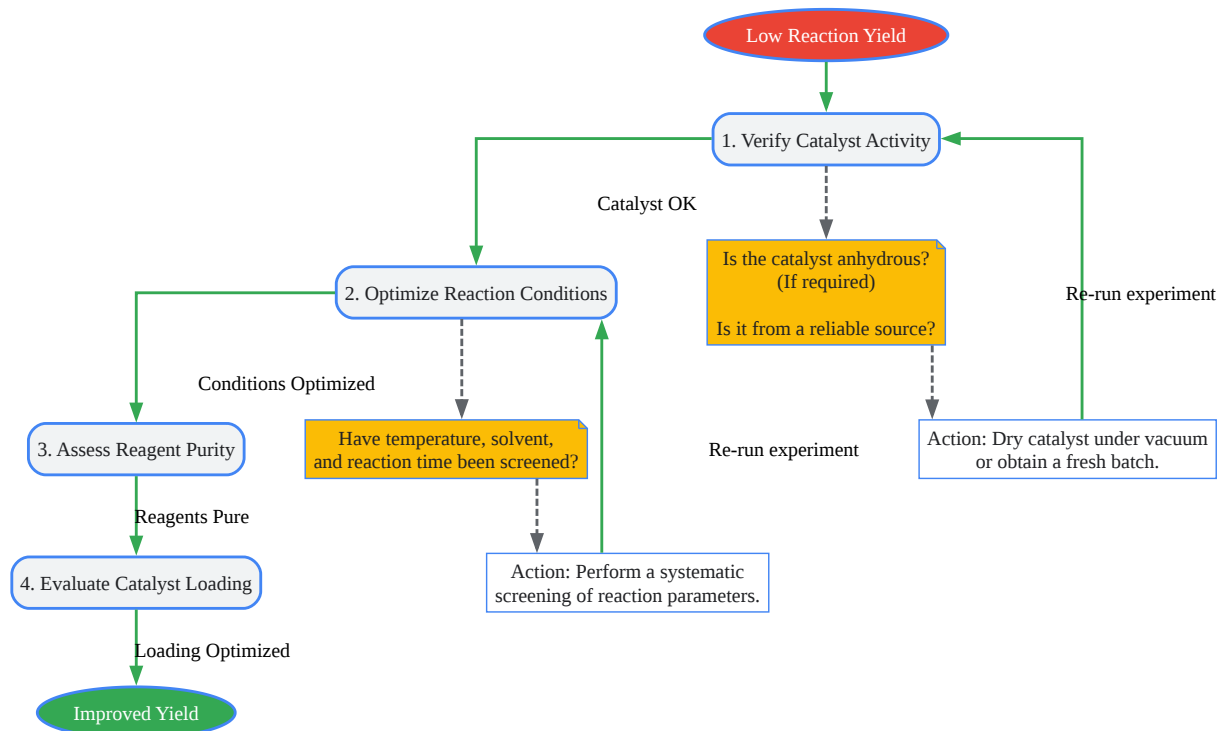 Low Reaction Yield
1. Verify Catalyst Activity
Catalyst OK
Is the catalyst anhydrous?
(If required)
Is it from a reliable source?
Re-run experiment
2. Optimize Reaction Conditions
Conditions Optimized
Have temperature, solvent,
and reaction time been screened?
Re-run experiment
Action: Dry catalyst under vacuum
or obtain a fresh batch.
3. Assess Reagent Purity
Reagents Pure
Action: Perform a systematic
screening of reaction parameters.
4. Evaluate Catalyst Loading
Loading Optimized
Improved Yield